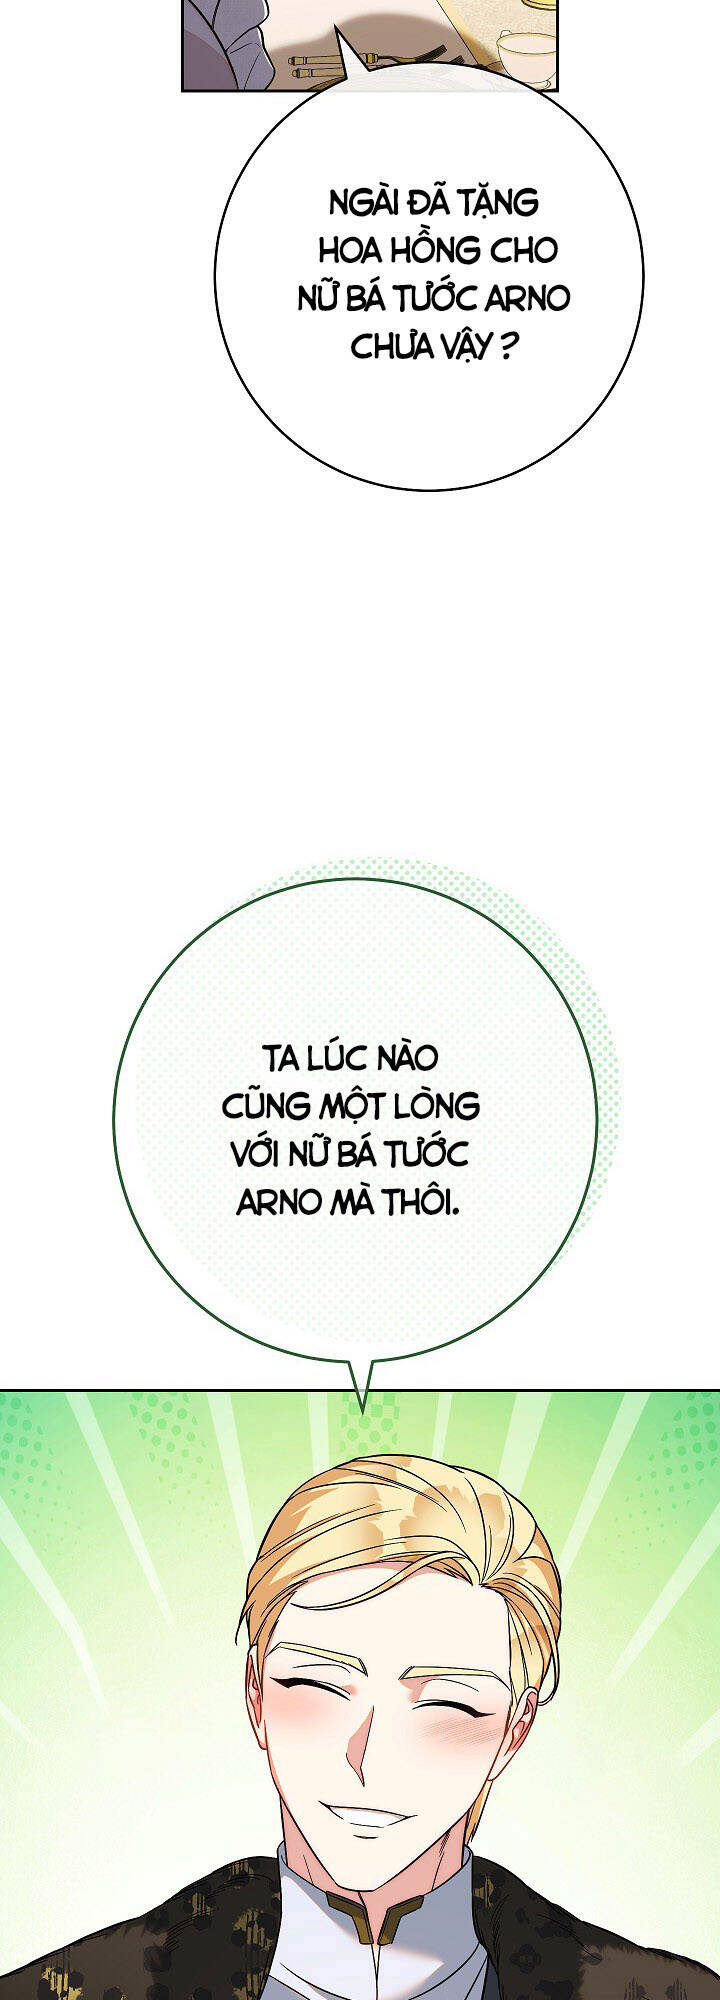 NGÀI ĐÃ TẶNG
HOA HỒNG CHO
NỮ BÁ TƯỚC ARNO
CHƯA VẬY ?
TA LÚC NÀO
CŨNG MỘT LÒNG
VỚI NỮ BÁ TƯỚC
ARNO MÀ THÔI.